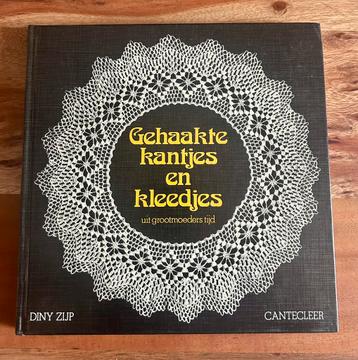 Gehaakte
kantjes
en
kleedjes
uit grootmoeders tijd
DINY ZIJP
CANTECLEER